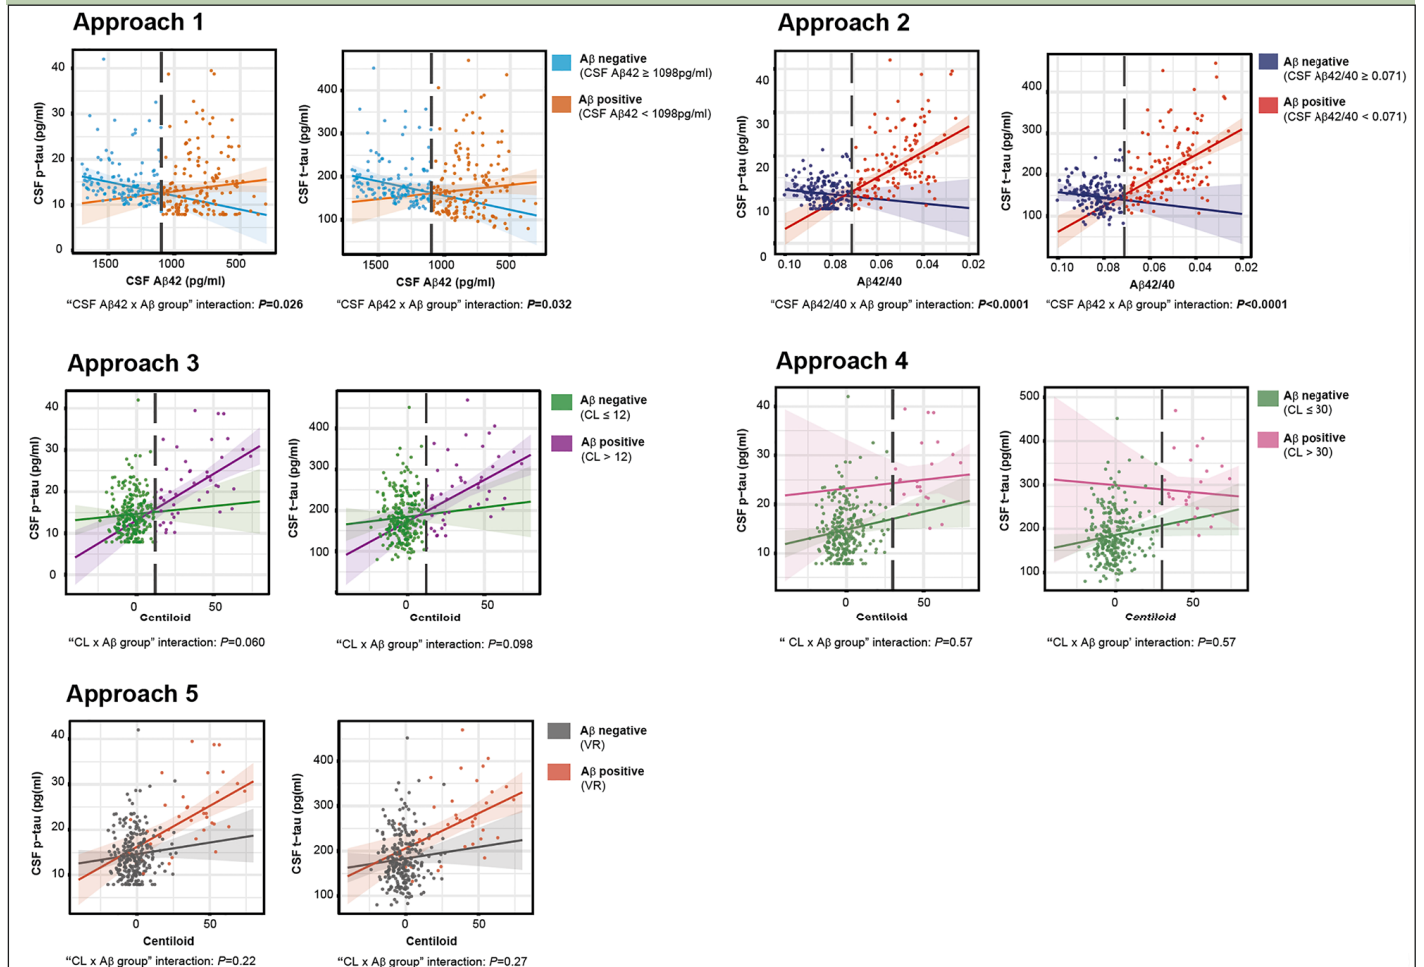 Approach 1
40
30
20
10
0
CSF p-tau (pg/ml)
1500
1000
500
CSF Aβ42 (pg/ml)
“CSF Aβ42 x Aβ group” interaction: P=0.026
400
300
200
100
CSF t-tau (pg/ml)
1500
1000
500
CSF Aβ42 (pg/ml)
“CSF Aβ42 x Aβ group” interaction: P=0.032
Aβ negative
(CSF Aβ42 ≥ 1098pg/ml)
Aβ positive
(CSF Aβ42 < 1098pg/ml)
Approach 2
40
30
20
10
0
CSF p-tau (pg/ml)
0.10
0.08
0.06
0.04
0.02
Aβ42/40
“CSF Aβ42/40 x Aβ group” interaction: P<0.0001
400
300
200
100
CSF t-tau (pg/ml)
0.10
0.08
0.06
0.04
0.02
Aβ42/40
“CSF Aβ42 x Aβ group” interaction: P<0.0001
Aβ negative
(CSF Aβ42/40 ≥ 0.071)
Aβ positive
(CSF Aβ42/40 < 0.071)
Approach 3
40
30
20
10
0
CSF p-tau (pg/ml)
0
50
Centiloid
“CL x Aβ group” interaction: P=0.060
400
300
200
100
CSF t-tau (pg/ml)
0
50
Centiloid
“CL x Aβ group” interaction: P=0.098
Aβ negative
(CL ≤ 12)
Aβ positive
(CL > 12)
Approach 4
40
30
20
10
CSF p-tau (pg(ml)
0
50
Centiloid
“ CL x Aβ group” interaction: P=0.57
500
400
300
200
100
CSF t-tau (pg(ml)
0
50
Centiloid
“CL x Aβ group' interaction: P=0.57
Aβ negative
(CL ≤ 30)
Aβ positive
(CL > 30)
Approach 5
40
30
20
10
CSF p-tau (pg(ml)
0
50
Centiloid
“CL x Aβ group” interaction: P=0.22
400
300
200
100
CSF t-tau (pg(ml)
0
50
Centiloid
“CL x Aβ group” interaction: P=0.27
Aβ negative
(VR)
Aβ positive
(VR)